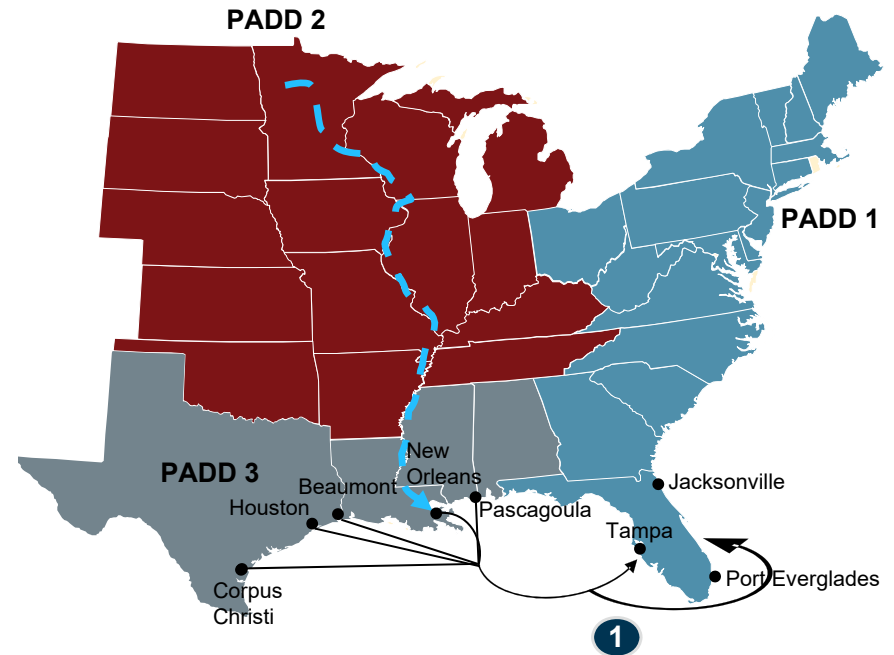 PADD 2
PADD 1
New
Orleans
PADD 3
Beaumont
Jacksonville
Houston
Pascagoula
Tampa
Port Everglades
Corpus
Christi
1